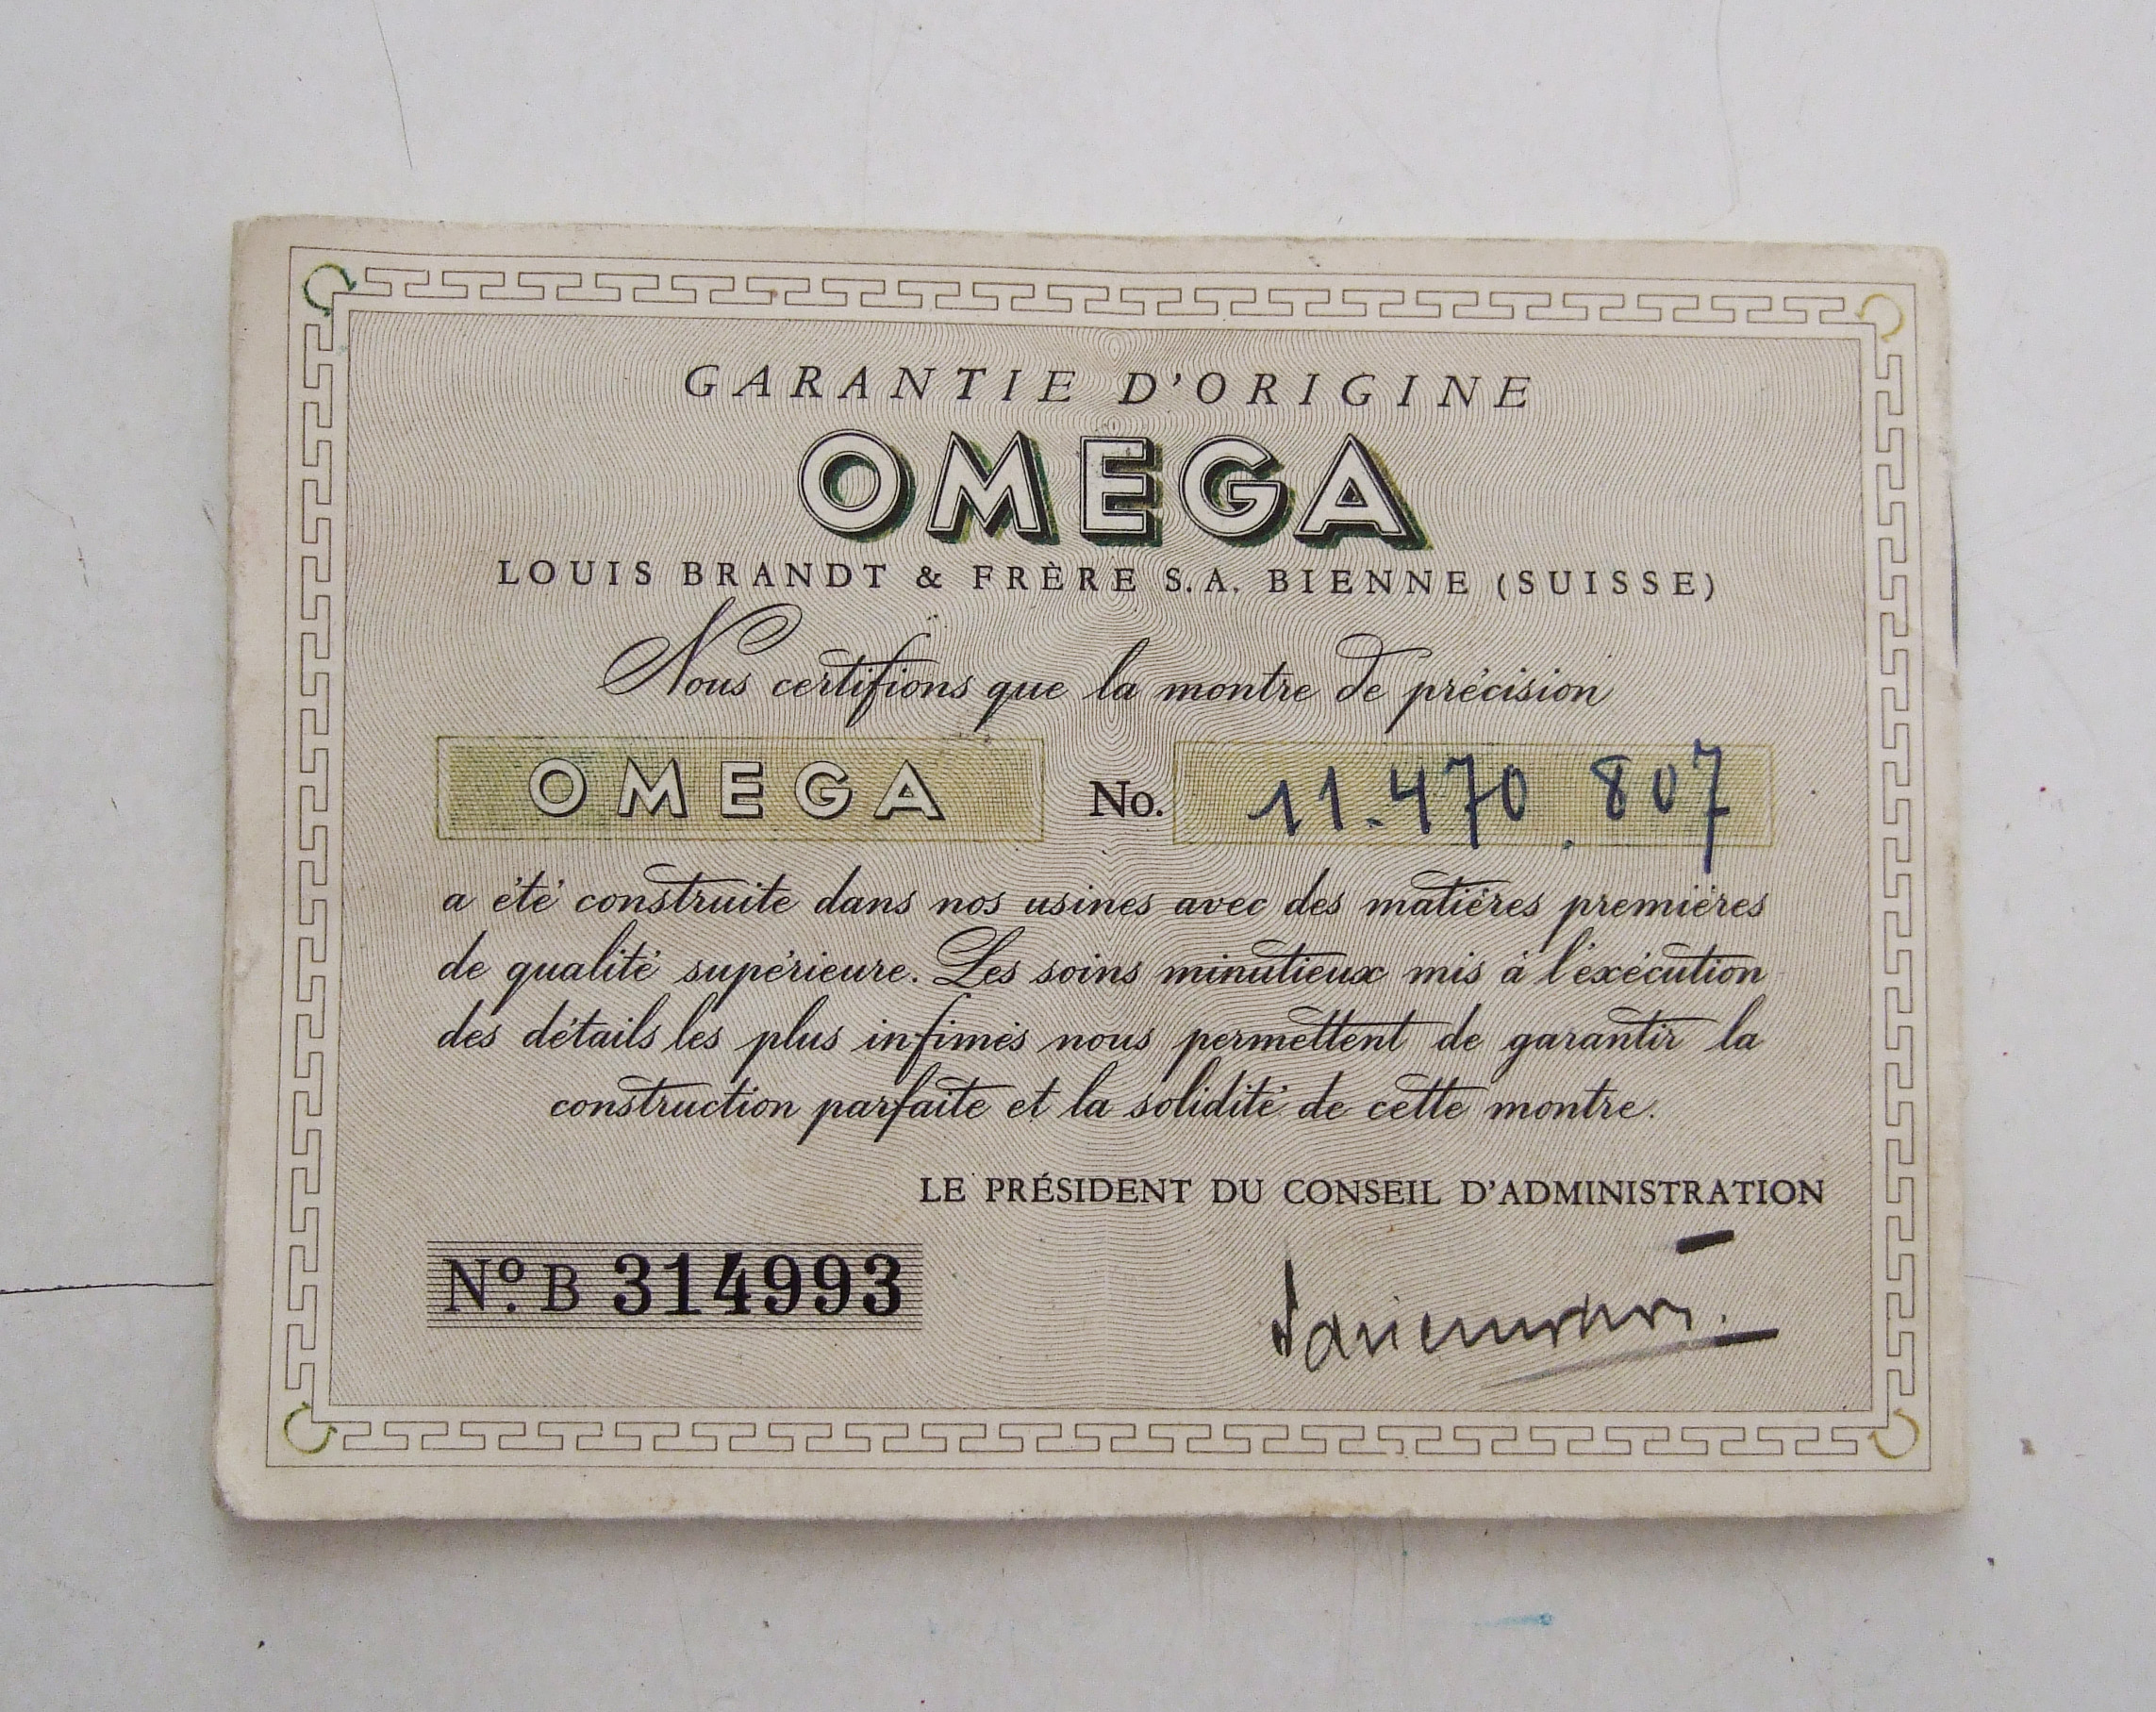 GARANTIE D'ORIGINE
OMEGA
LOUIS BRANDT & FRÈRE S.A. BIENNE (SUISSE)
Nous certifions que la montre de précision
OMEGA No. 11.470.807
a été construite dans nos usines avec des matières premières
de qualité supérieure. Les soins minutieux mis à l'exécution
des détails les plus infimes nous permettent de garantir la
construction parfaite et la solidité de cette montre.
LE PRÉSIDENT DU CONSEIL D'ADMINISTRATION
No. B 314993